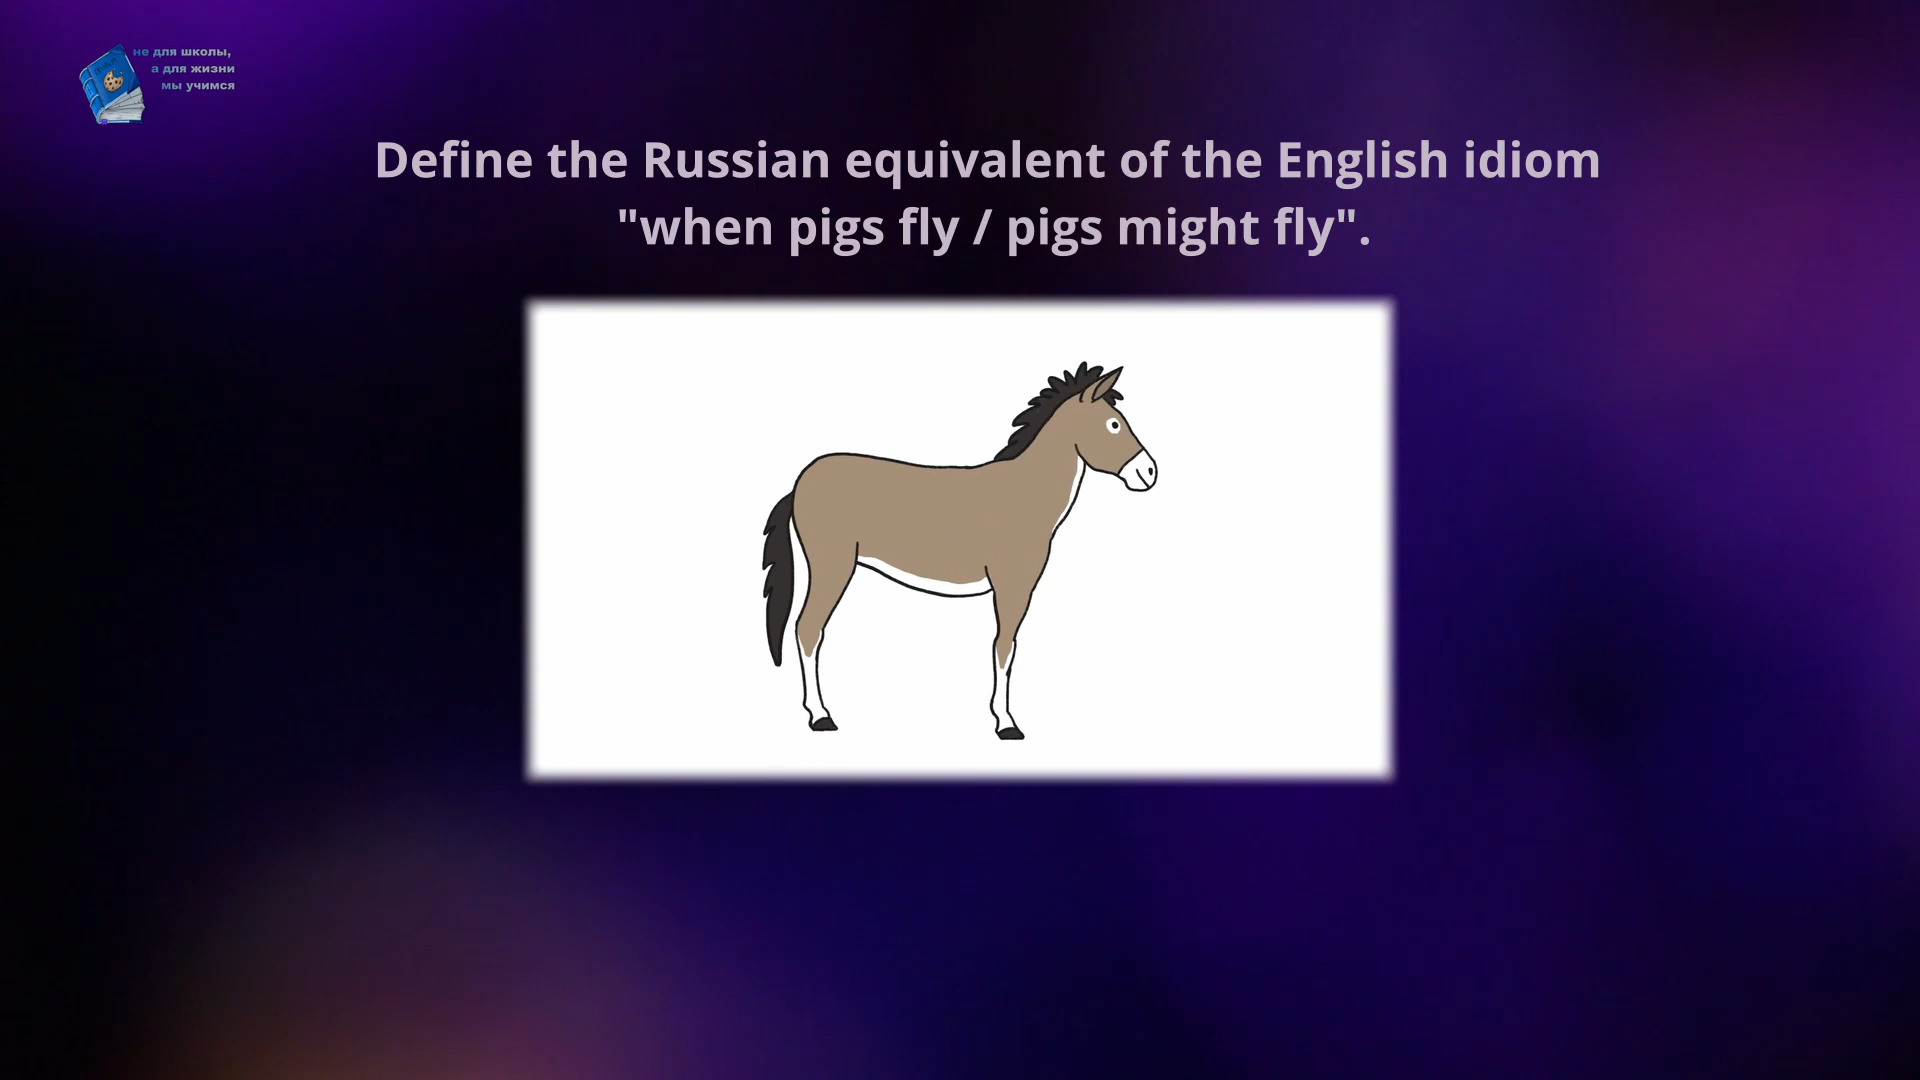 не для школы,
а для жизни
мы учимся
Define the Russian equivalent of the English idiom
"when pigs fly / pigs might fly".